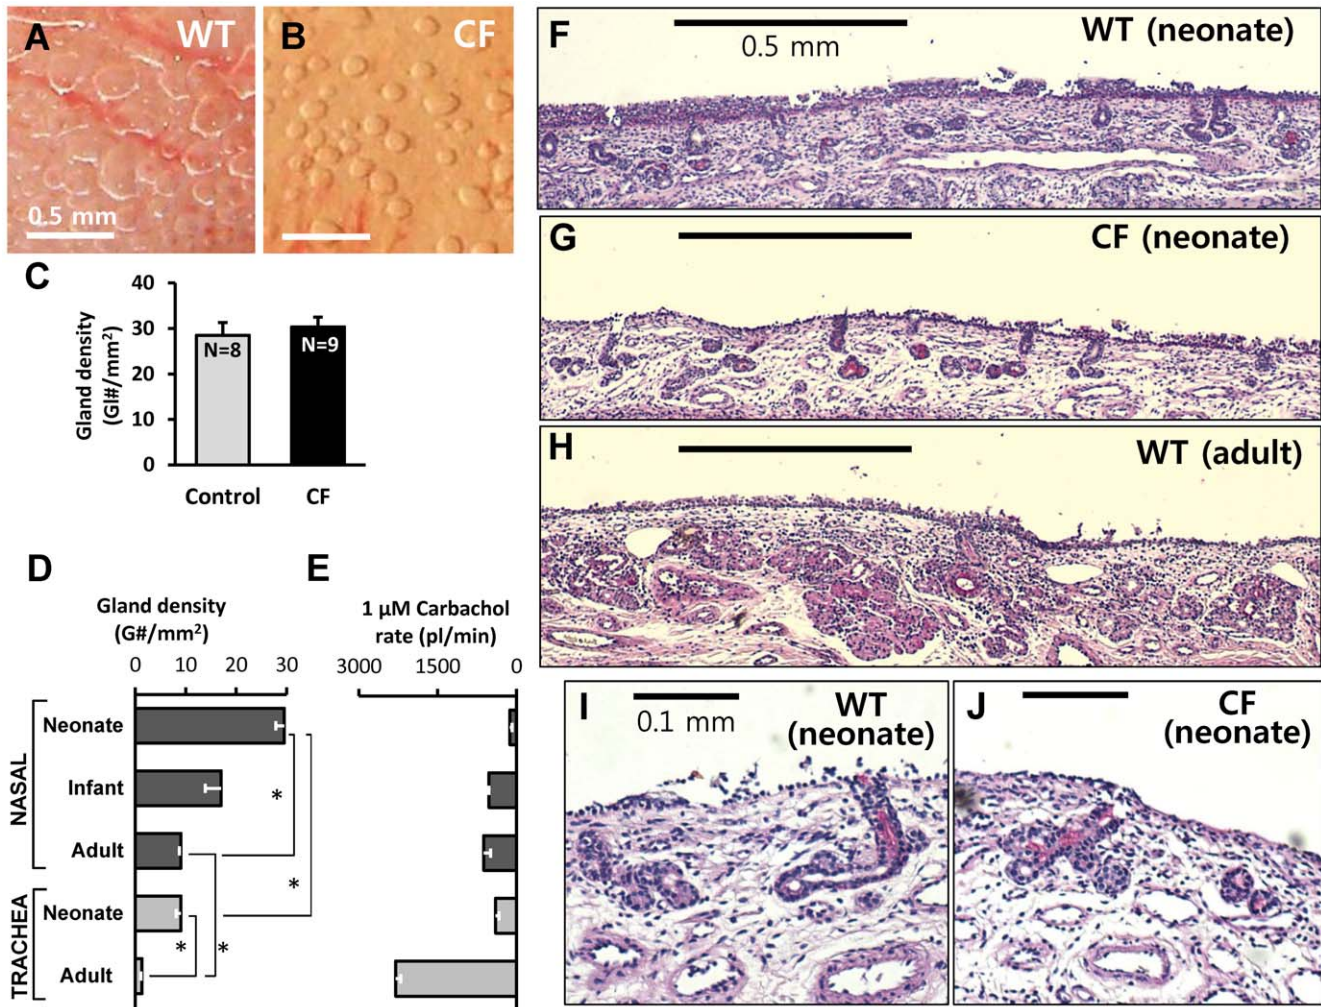 A
WT
0.5 mm
B
CF
C
Gland density
(Gl#/mm²)
40
30
20
10
0
N=8
N=9
Control
CF
D
Gland density
(G#/mm²)
0
10
20
30
NASAL
Neonate
Infant
Adult
TRACHEA
Neonate
Adult
*
*
*
*
E
1 µM Carbachol
rate (pl/min)
3000
1500
0
F
0.5 mm
WT (neonate)
G
CF (neonate)
H
WT (adult)
I
0.1 mm
WT
(neonate)
J
CF
(neonate)